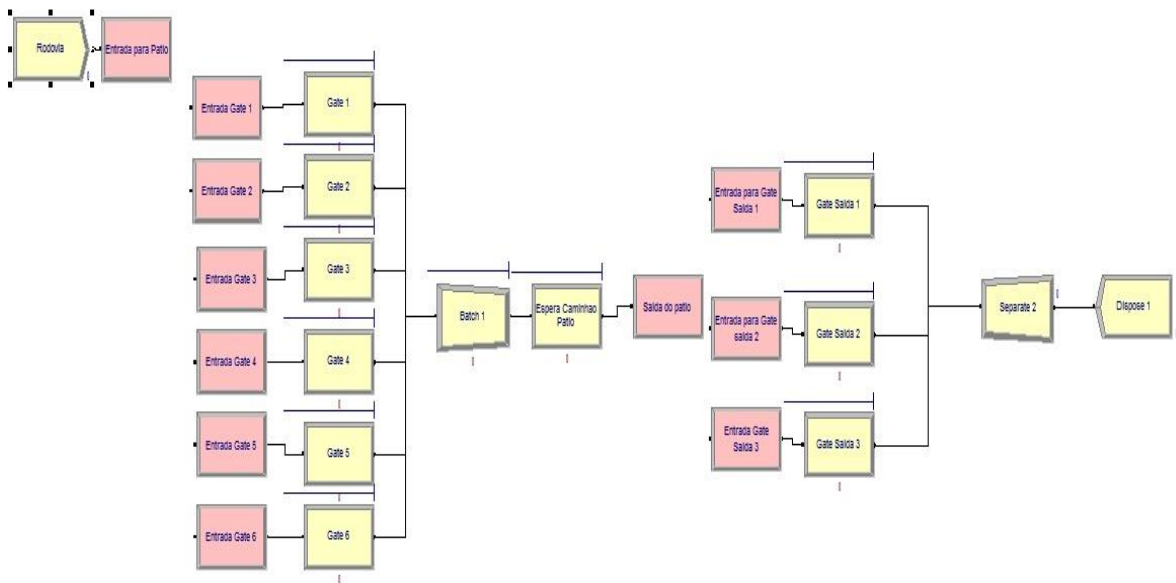 Rodovia
Entrada para Patio
Entrada Gate 1
Gate 1
Entrada Gate 2
Gate 2
Entrada Gate 3
Gate 3
Entrada Gate 4
Gate 4
Entrada Gate 5
Gate 5
Entrada Gate 6
Gate 6
Batch 1
Espera Caminhao
Patio
Saida do patio
Entrada para Gate
Saida 1
Gate Saida 1
Entrada para Gate
saida 2
Gate Saida 2
Entrada Gate
Saida 3
Gate Saida 3
Separate 2
Dispose 1